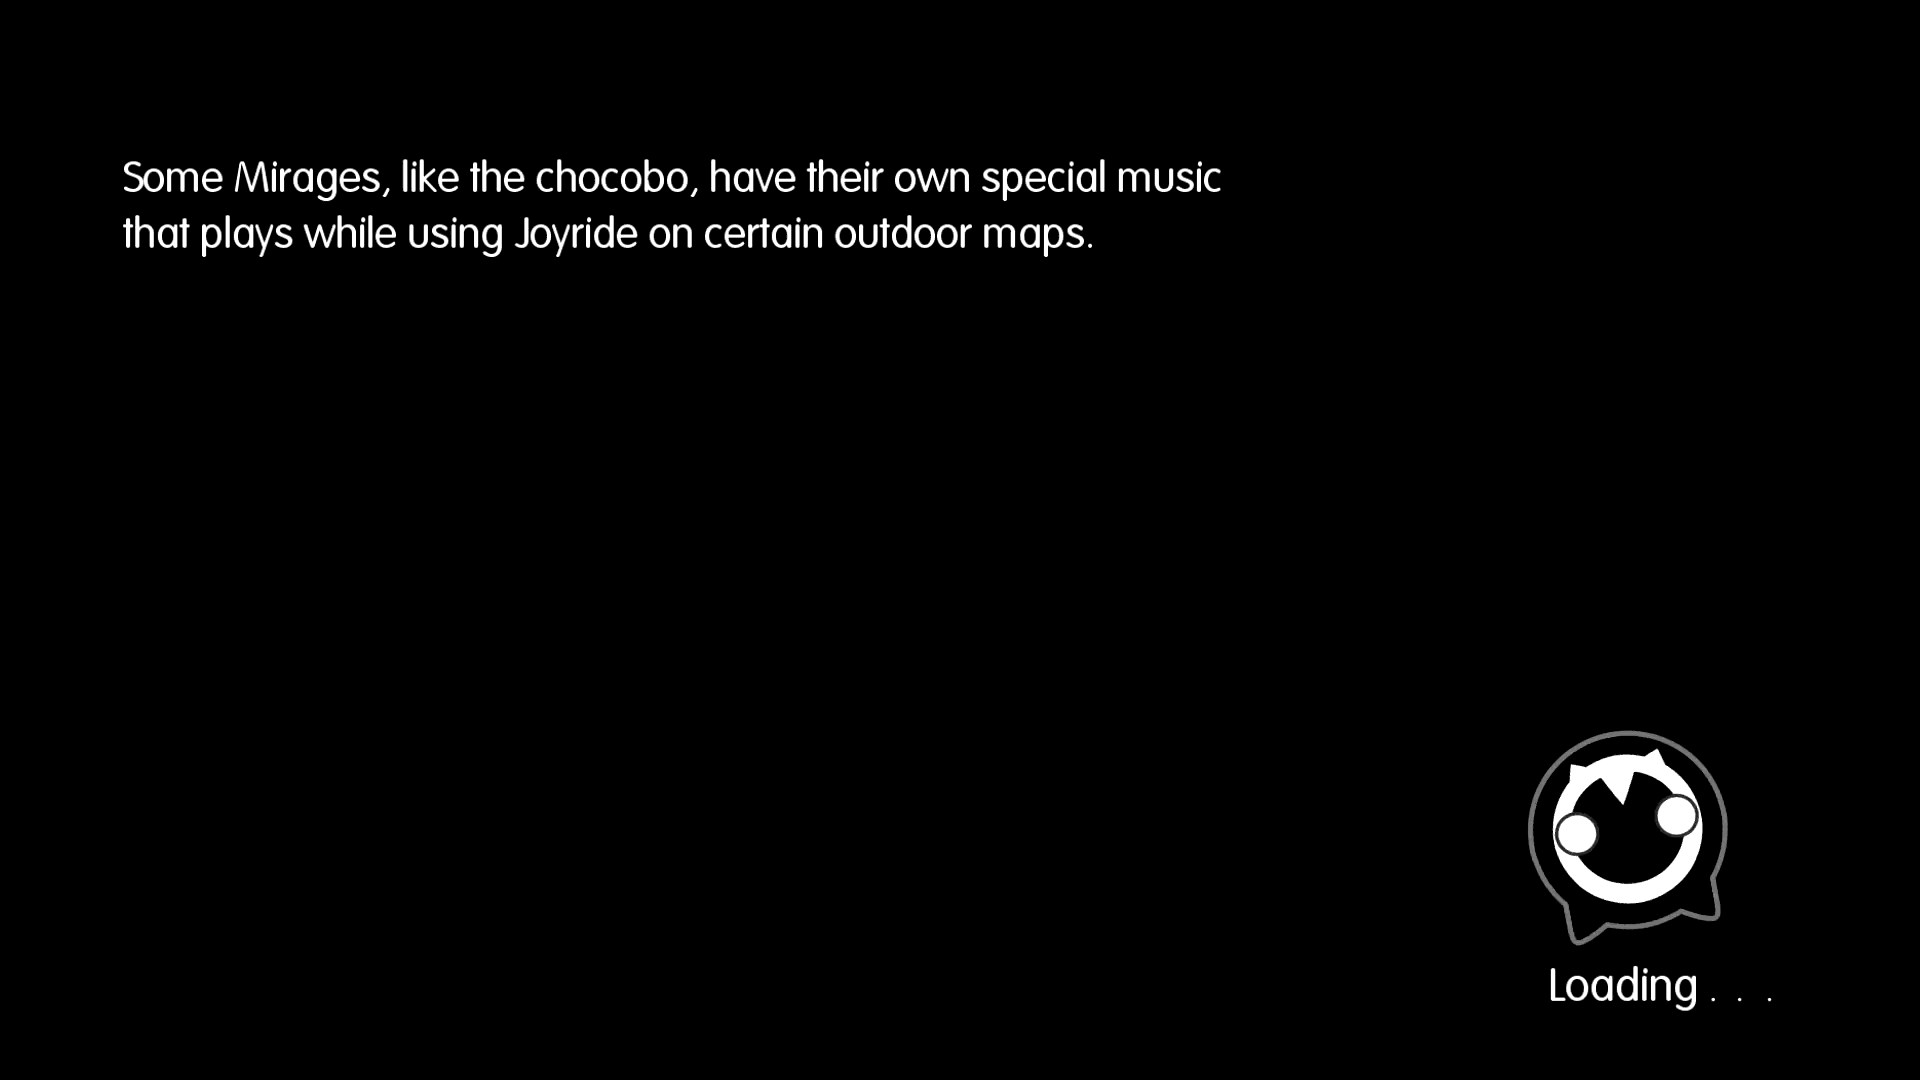 Some Mirages, like the chocobo, have their own special music
that plays while using Joyride on certain outdoor maps.
Loading . . .